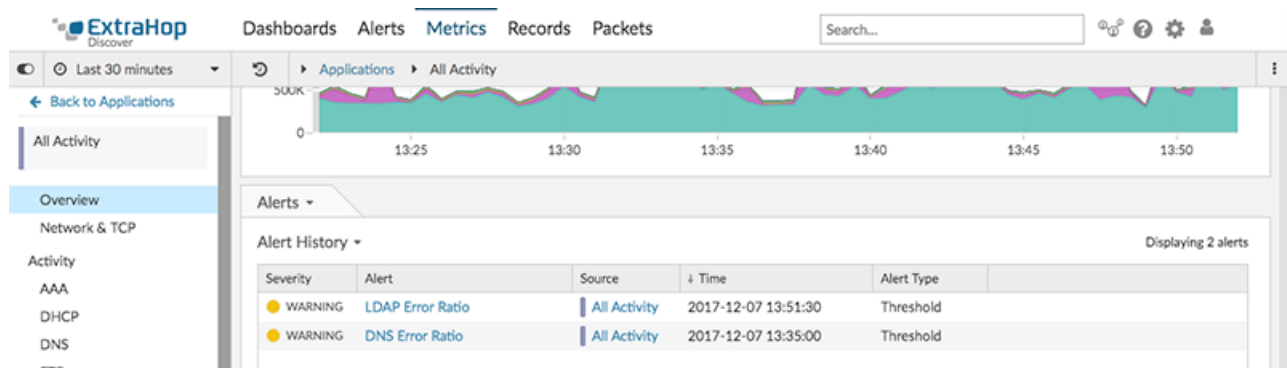 ExtraHop
Discover
Dashboards Alerts Metrics Records Packets
Search...
Last 30 minutes
Applications All Activity
Back to Applications
All Activity
Overview
Network & TCP
Activity
AAA
DHCP
DNS
500K
0
13:25 13:30 13:35 13:40 13:45 13:50
Alerts
Alert History
Displaying 2 alerts
Severity Alert Source ↓ Time Alert Type
WARNING LDAP Error Ratio All Activity 2017-12-07 13:51:30 Threshold
WARNING DNS Error Ratio All Activity 2017-12-07 13:35:00 Threshold